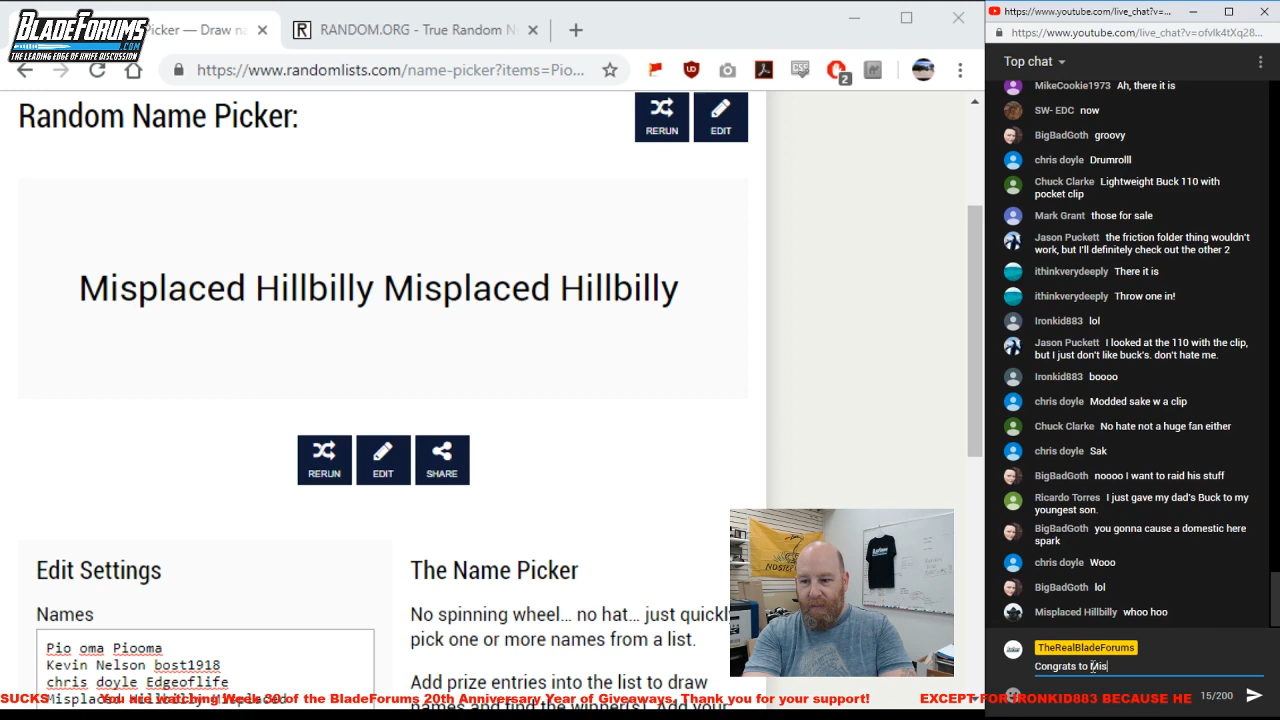 BLADEFORUMS
.COM
THE LEADING EDGE OF KNIFE DISCUSSION
Picker — Draw na
RANDOM.ORG - True Random N
https://www.randomlists.com/name-picker?items=Pio...
2
Random Name Picker:
RERUN
EDIT
Misplaced Hillbilly Misplaced Hillbilly
RERUN
EDIT
SHARE
Edit Settings
Names
Pio oma Piooma
Kevin Nelson bost1918
chris doyle Edgeoflife
The Name Picker
No spinning wheel... no hat... just quickl
pick one or more names from a list.
Add prize entries into the list to draw
SUCKS
You are watching Week 30 of the BladeForums 20th Anniversary Year of Giveaways, Thank you for your support!
EXCEPT FOR IRONKID883 BECAUSE HE
https://www.youtube.com/live_chat?v=...
https://www.youtube.com/live_chat?v=ofvIk4tXq28...
Top chat
MikeCookie1973 Ah, there it is
SW- EDC now
BigBadGoth groovy
chris doyle Drumrolll
Chuck Clarke Lightweight Buck 110 with
pocket clip
Mark Grant those for sale
Jason Puckett the friction folder thing wouldn't
work, but I'll definitely check out the other 2
ithinkverydeeply There it is
ithinkverydeeply Throw one in!
Ironkid883 lol
Jason Puckett I looked at the 110 with the clip,
but I just don't like buck's. don't hate me.
Ironkid883 boooo
chris doyle Modded sake w a clip
Chuck Clarke No hate not a huge fan either
chris doyle Sak
BigBadGoth noooo I want to raid his stuff
Ricardo Torres I just gave my dad's Buck to my
youngest son.
BigBadGoth you gonna cause a domestic here
spark
chris doyle Wooo
BigBadGoth lol
Misplaced Hillbilly whoo hoo
TheRealBladeForums
Congrats to Mis
15/200